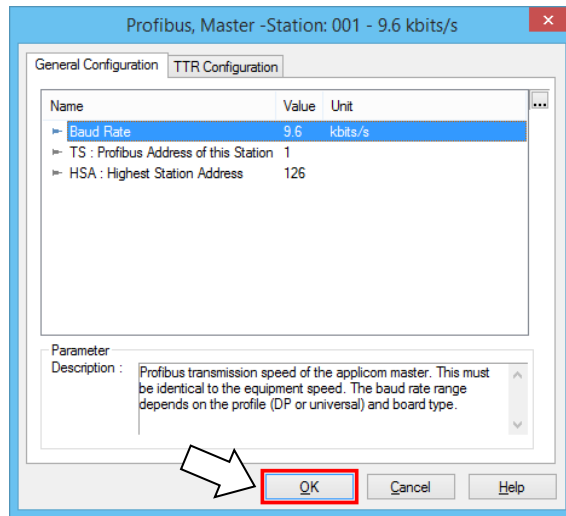 Profibus, Master -Station: 001 - 9.6 kbits/s
General Configuration TTR Configuration
Name Value Unit
Baud Rate 9.6 kbits/s
TS : Profibus Address of this Station 1
HSA : Highest Station Address 126
...
Parameter
Description : Profibus transmission speed of the applicom master. This must
be identical to the equipment speed. The baud rate range
depends on the profile (DP or universal) and board type.
OK Cancel Help